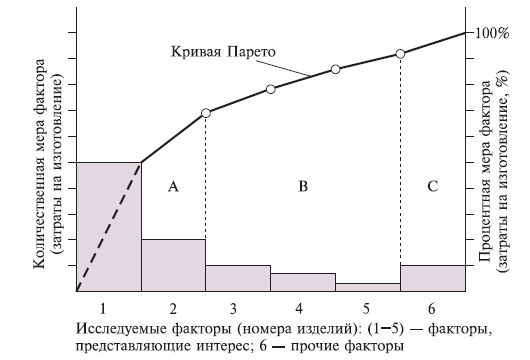 Количественная мера фактора
(затраты на изготовление)
Кривая Парето
100%
Процентная мера фактора
(затраты на изготовление, %)
A
B
C
1 2 3 4 5 6
Исследуемые факторы (номера изделий): (1–5) — факторы,
представляющие интерес; 6 — прочие факторы